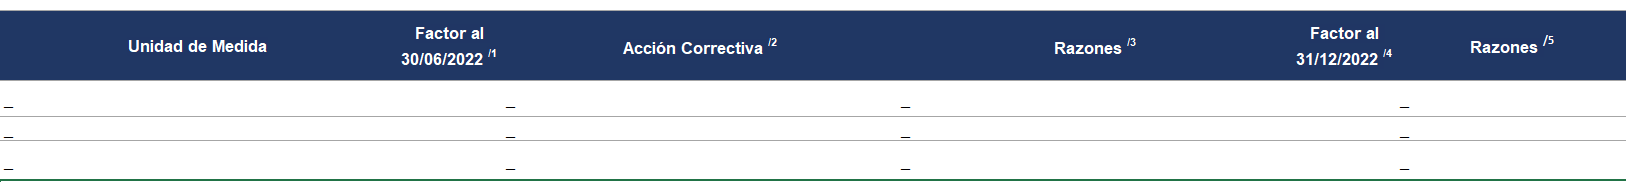 Unidad de Medida
Factor al
30/06/2022 /1
Acción Correctiva /2
Razones /3
Factor al
31/12/2022 /4
Razones /5
_ _ _ _
_ _ _ _
_ _ _ _